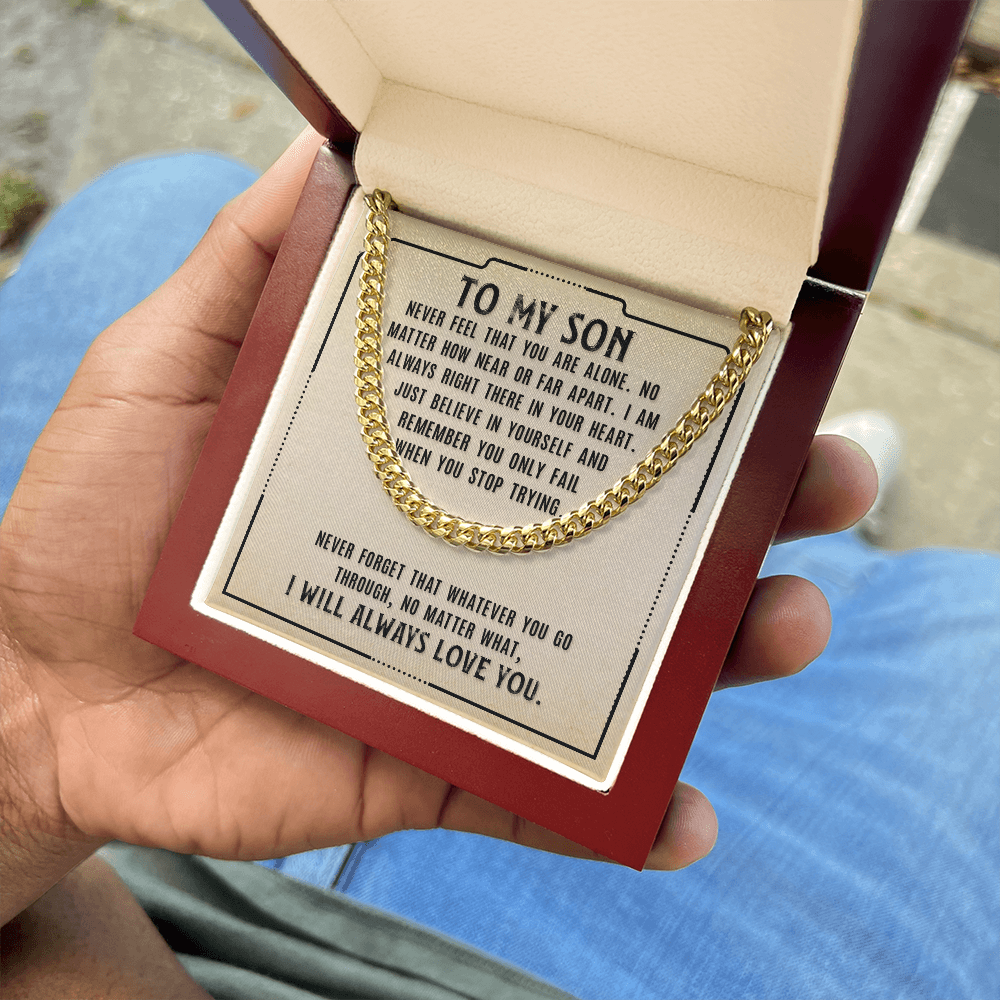 TO MY SON
NEVER FEEL THAT YOU ARE ALONE. NO
MATTER HOW NEAR OR FAR APART. I AM
ALWAYS RIGHT THERE IN YOUR HEART.
JUST BELIEVE IN YOURSELF AND
REMEMBER YOU ONLY FAIL
WHEN YOU STOP TRYING
NEVER FORGET THAT WHATEVER YOU GO
THROUGH, NO MATTER WHAT,
I WILL ALWAYS LOVE YOU.